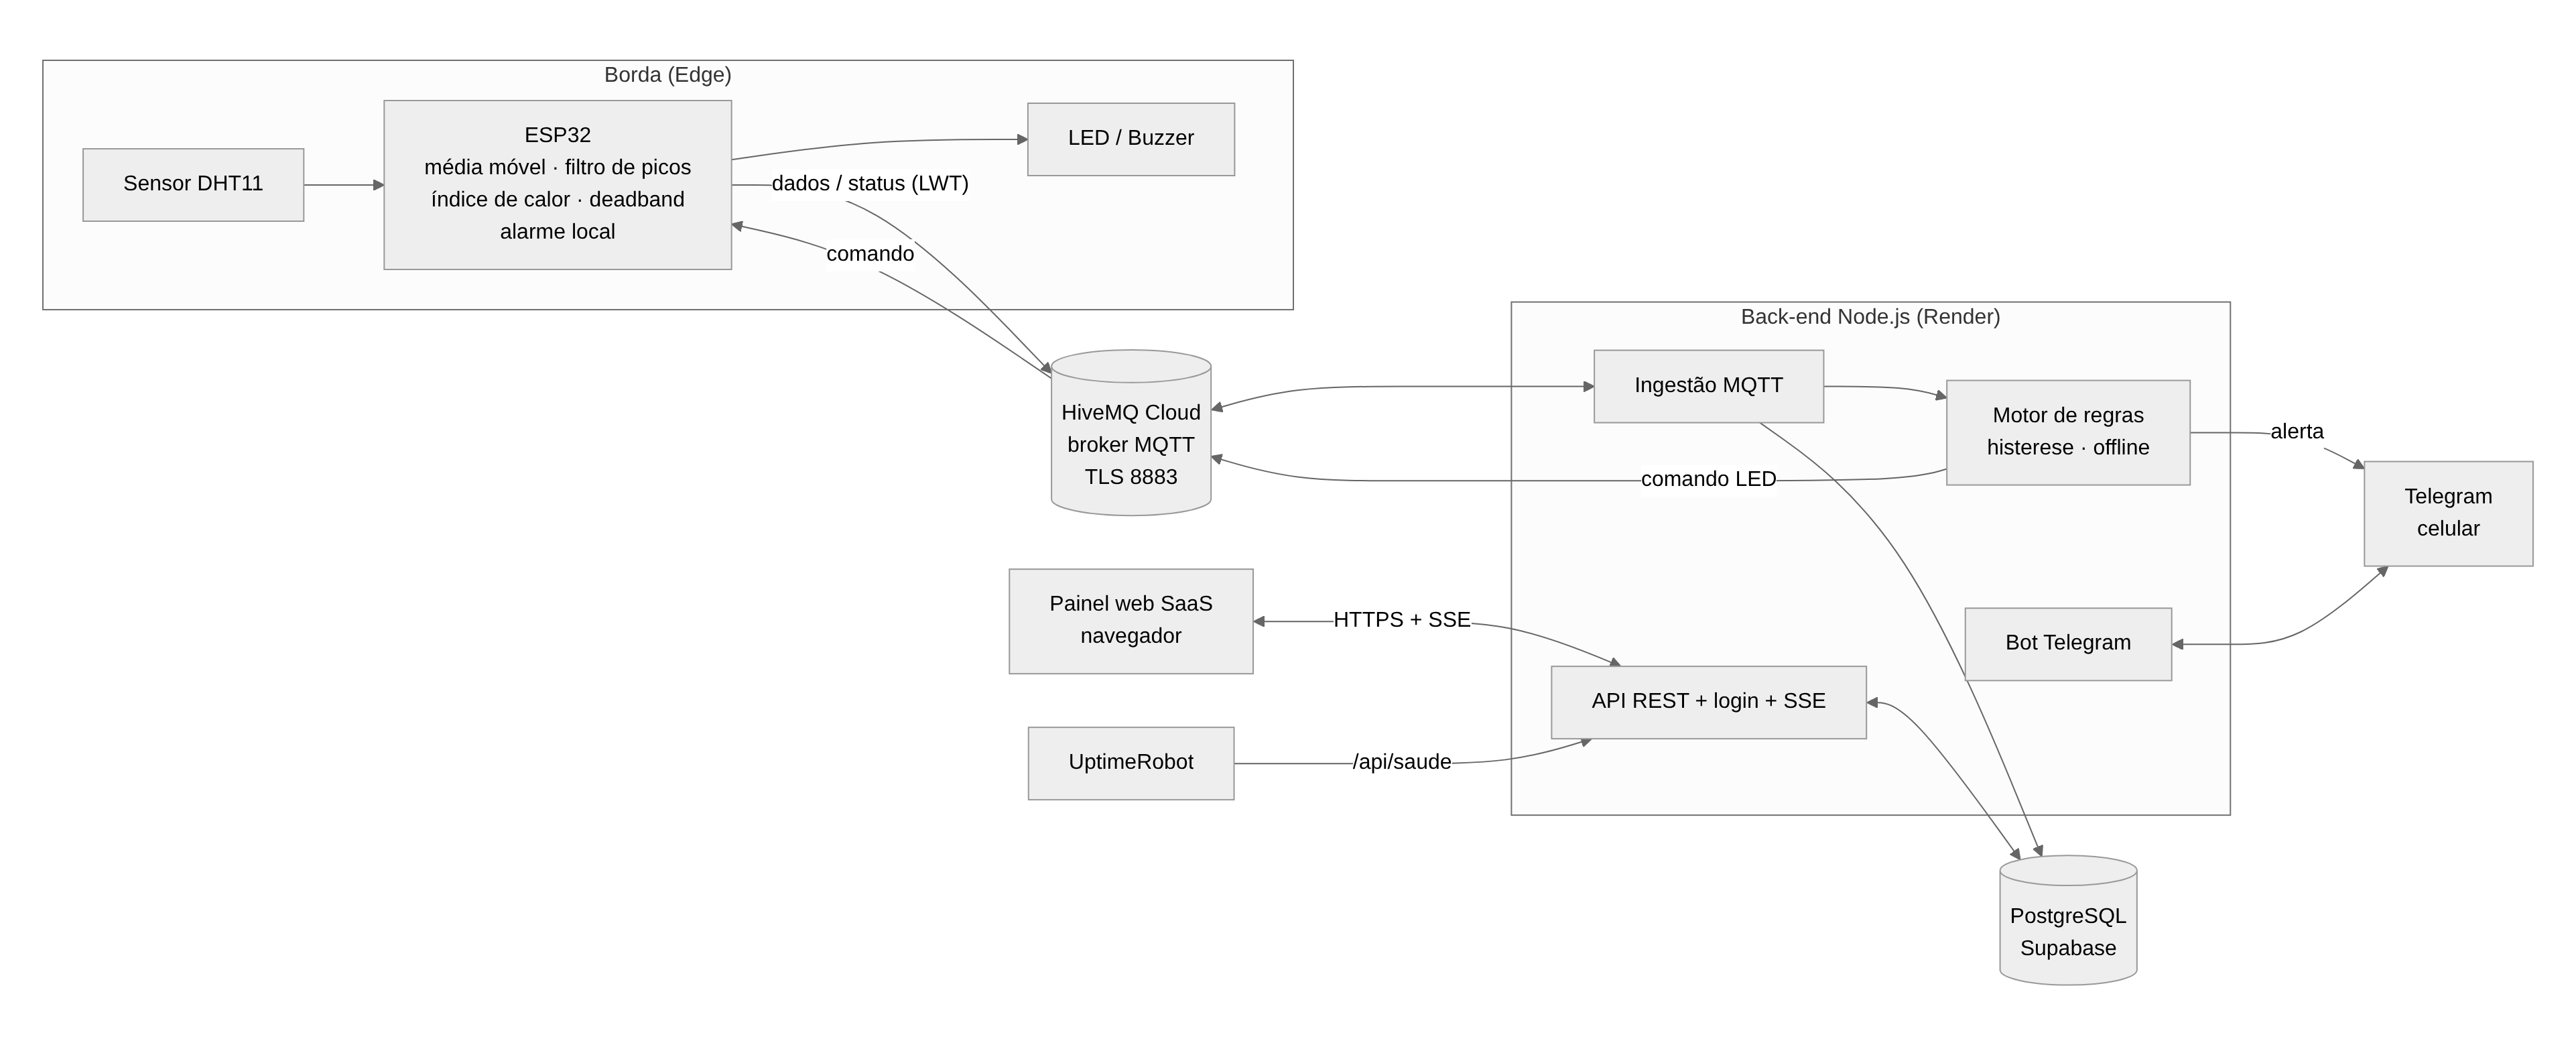 Borda (Edge)
Sensor DHT11
ESP32
média móvel · filtro de picos
índice de calor · deadband
alarme local
LED / Buzzer
dados / status (LWT)
comando
HiveMQ Cloud
broker MQTT
TLS 8883
Back-end Node.js (Render)
Ingestão MQTT
Motor de regras
histerese · offline
comando LED
alerta
Telegram
celular
Painel web SaaS
navegador
HTTPS + SSE
Bot Telegram
API REST + login + SSE
UptimeRobot
/api/saude
PostgreSQL
Supabase